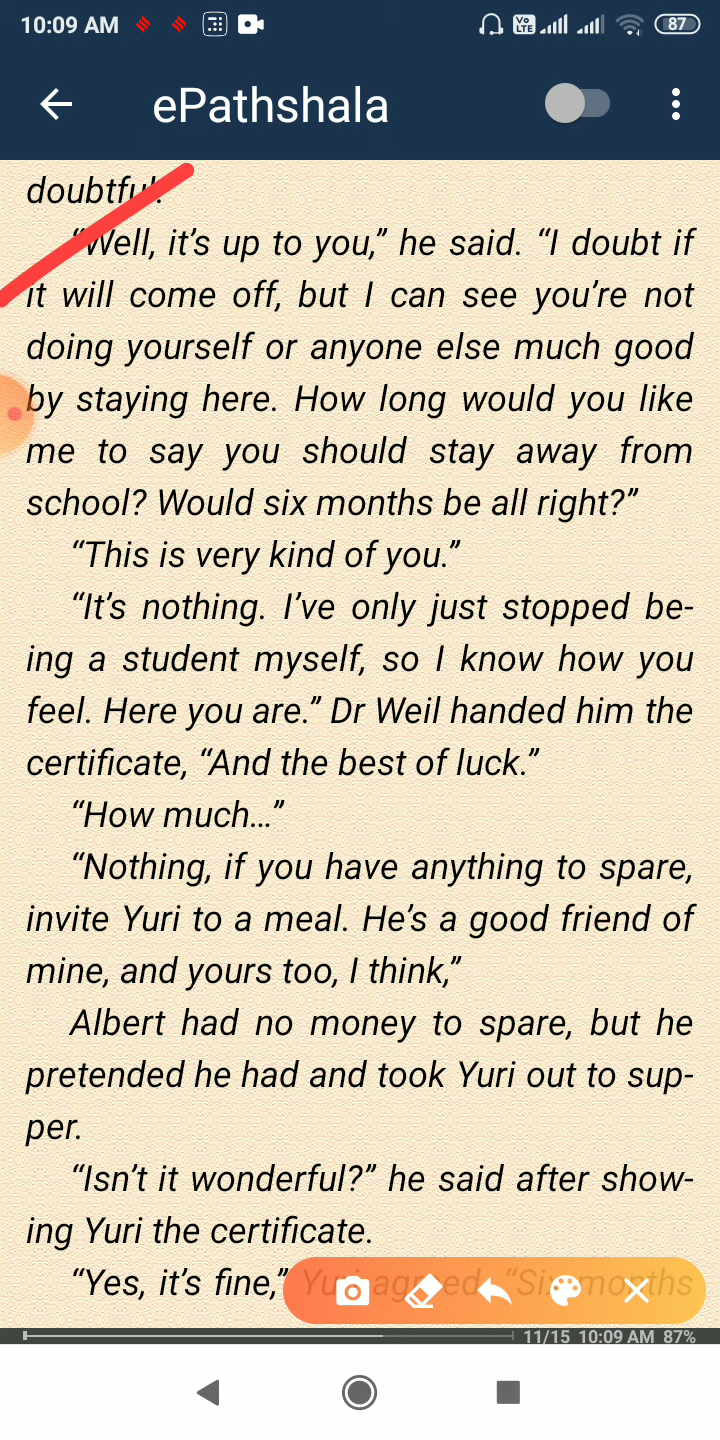 10:09 AM VoLTE 87
ePathshala
doubtful.
“Well, it’s up to you,” he said. “I doubt if
it will come off, but I can see you’re not
doing yourself or anyone else much good
by staying here. How long would you like
me to say you should stay away from
school? Would six months be all right?”
“This is very kind of you.”
“It’s nothing. I’ve only just stopped be-
ing a student myself, so I know how you
feel. Here you are.” Dr Weil handed him the
certificate, “And the best of luck.”
“How much...”
“Nothing, if you have anything to spare,
invite Yuri to a meal. He’s a good friend of
mine, and yours too, I think,”
Albert had no money to spare, but he
pretended he had and took Yuri out to sup-
per.
“Isn’t it wonderful?” he said after show-
ing Yuri the certificate.
“Yes, it’s fine,” Yuri agreed. “Six months
11/15 10:09 AM 87%